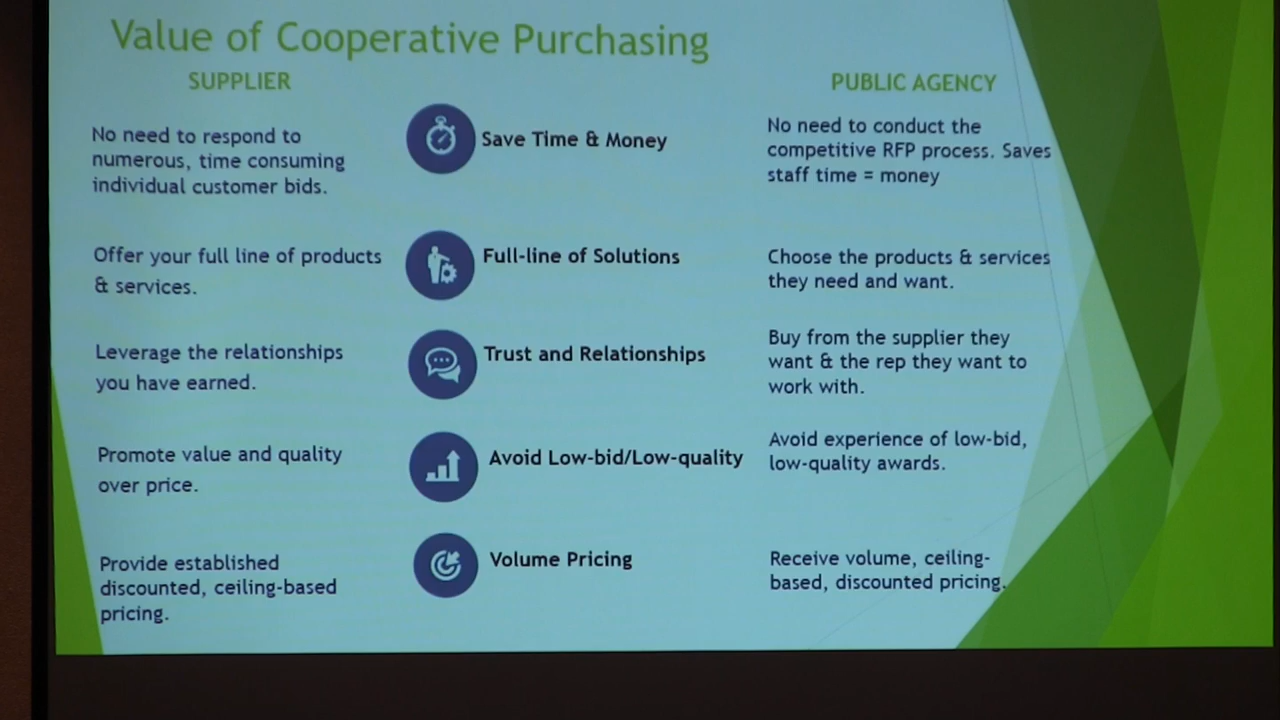 Value of Cooperative Purchasing
SUPPLIER
PUBLIC AGENCY
No need to respond to
numerous, time consuming
individual customer bids.
Save Time & Money
No need to conduct the
competitive RFP process. Saves
staff time = money
Offer your full line of products
& services.
Full-line of Solutions
Choose the products & services
they need and want.
Leverage the relationships
you have earned.
Trust and Relationships
Buy from the supplier they
want & the rep they want to
work with.
Promote value and quality
over price.
Avoid Low-bid/Low-quality
Avoid experience of low-bid,
low-quality awards.
Provide established
discounted, ceiling-based
pricing.
Volume Pricing
Receive volume, ceiling-
based, discounted pricing.